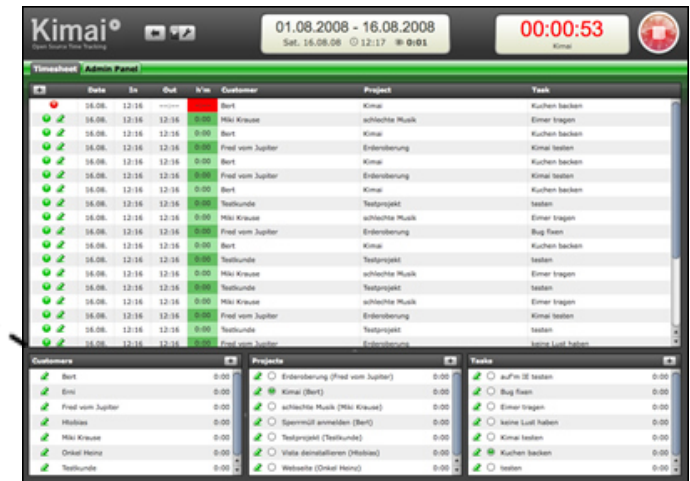 Kimai
Open Source Time Tracking
01.08.2008 - 16.08.2008
Sat. 16.08.08 12:17 0:01
00:00:53
Kimai
Timesheet Admin Panel
Date In Out h'm Customer Project Task
16.08. 12:16 --:-- Bert Kimai Kuchen backen
16.08. 12:16 12:16 0:00 Miki Krause schlechte Musik Eimer tragen
16.08. 12:16 12:16 0:00 Bert Kimai Kuchen backen
16.08. 12:16 12:16 0:00 Fred vom Jupiter Erderoberung Kimai testen
16.08. 12:16 12:16 0:00 Bert Kimai Kuchen backen
16.08. 12:16 12:16 0:00 Fred vom Jupiter Erderoberung Kimai testen
16.08. 12:16 12:16 0:00 Bert Kimai Kuchen backen
16.08. 12:16 12:16 0:00 Testkunde Testprojekt testen
16.08. 12:16 12:16 0:00 Miki Krause schlechte Musik Eimer tragen
16.08. 12:16 12:16 0:00 Fred vom Jupiter Erderoberung Bug fixen
16.08. 12:16 12:16 0:00 Bert Kimai Kuchen backen
16.08. 12:16 12:16 0:00 Testkunde Testprojekt testen
16.08. 12:16 12:16 0:00 Miki Krause schlechte Musik Eimer tragen
16.08. 12:16 12:16 0:00 Testkunde Testprojekt testen
16.08. 12:16 12:16 0:00 Miki Krause schlechte Musik Eimer tragen
16.08. 12:16 12:16 0:00 Fred vom Jupiter Erderoberung Kimai testen
16.08. 12:16 12:16 0:00 Testkunde Testprojekt testen
16.08. 12:16 12:16 0:00 Fred vom Jupiter Erderoberung keine Lust haben
Customers
Bert 0:00
Erni 0:00
Fred vom Jupiter 0:00
Hiobias 0:00
Miki Krause 0:00
Onkel Heinz 0:00
Testkunde 0:00
Projects
Erderoberung (Fred vom Jupiter) 0:00
Kimai (Bert) 0:00
schlechte Musik (Miki Krause) 0:00
Sperrmüll anmelden (Bert) 0:00
Testprojekt (Testkunde) 0:00
Vista deinstallieren (Hiobias) 0:00
Webseite (Onkel Heinz) 0:00
Tasks
auf'm IE testen 0:00
Bug fixen 0:00
Eimer tragen 0:00
keine Lust haben 0:00
Kimai testen 0:00
Kuchen backen 0:00
testen 0:00